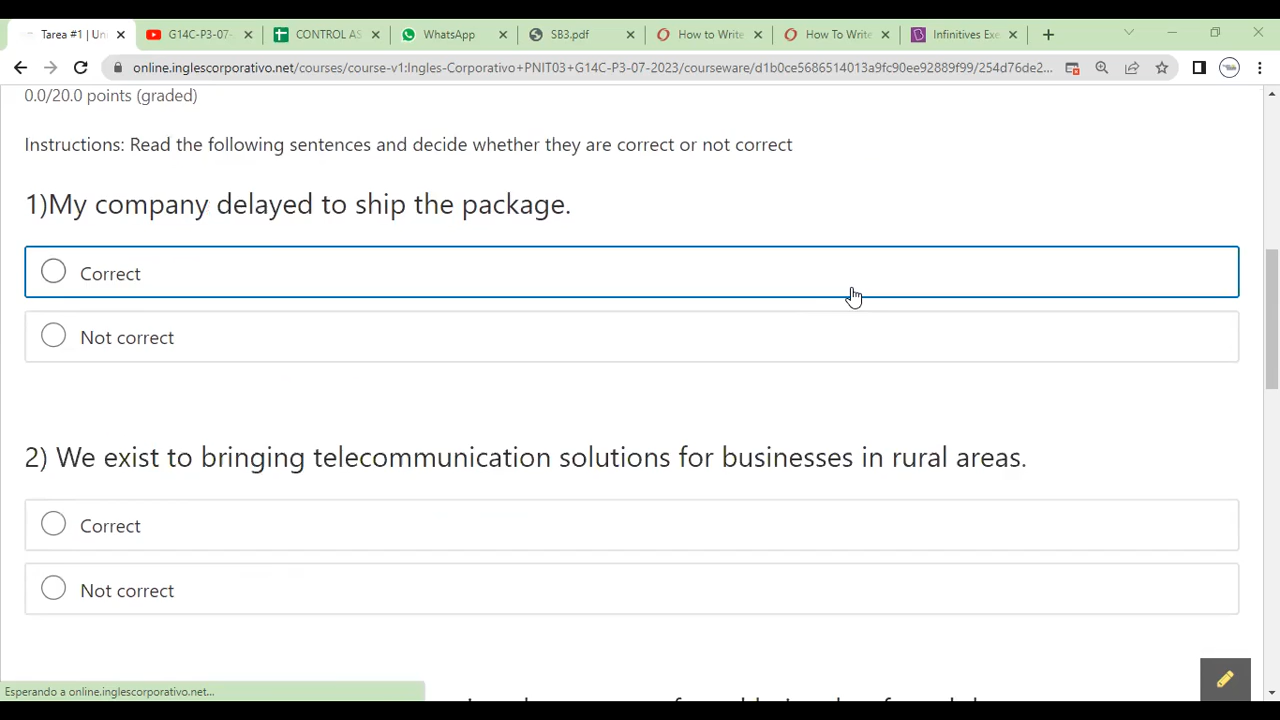 Tarea #1 | Un
G14C-P3-07-
CONTROL AS
WhatsApp
SB3.pdf
How to Write
How To Write
Infinitives Exe
online.inglescorporativo.net/courses/course-v1:Ingles-Corporativo+PNIT03+G14C-P3-07-2023/courseware/d1b0ce5686514013a9fc90ee92889f99/254d76de2...
0.0/20.0 points (graded)
Instructions: Read the following sentences and decide whether they are correct or not correct
1)My company delayed to ship the package.
Correct
Not correct
2) We exist to bringing telecommunication solutions for businesses in rural areas.
Correct
Not correct
Esperando a online.inglescorporativo.net...